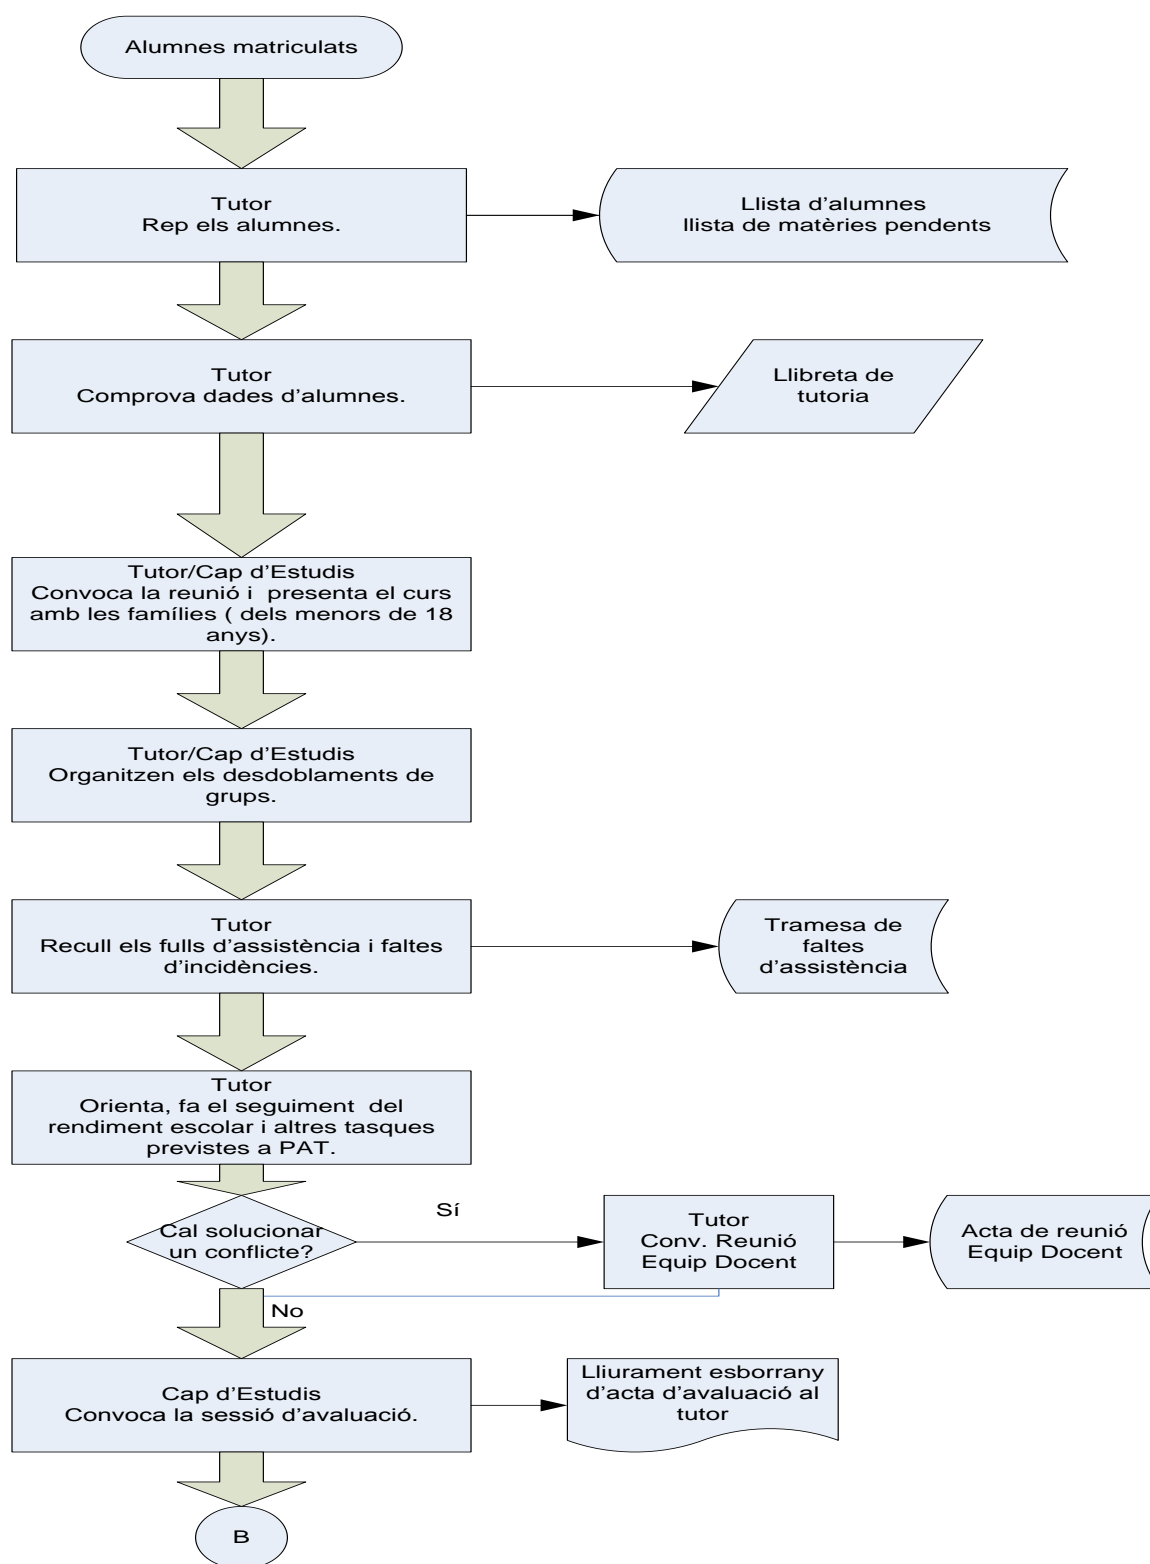 Alumnes matriculats
Tutor
Rep els alumnes.
Llista d’alumnes
llista de matèries pendents
Tutor
Comprova dades d’alumnes.
Llibreta de
tutoria
Tutor/Cap d’Estudis
Convoca la reunió i  presenta el curs
amb les famílies ( dels menors de 18
anys).
Tutor/Cap d’Estudis
Organitzen els desdoblaments de
grups.
Tutor
Recull els fulls d’assistència i faltes
d’incidències.
Tramesa de
faltes
d’assistència
Tutor
Orienta, fa el seguiment  del
rendiment escolar i altres tasques
previstes a PAT.
Cal solucionar
un conflicte?
Sí
Tutor
Conv. Reunió
Equip Docent
Acta de reunió
Equip Docent
No
Cap d’Estudis
Convoca la sessió d’avaluació.
Lliurament esborrany
d’acta d’avaluació al
tutor
B